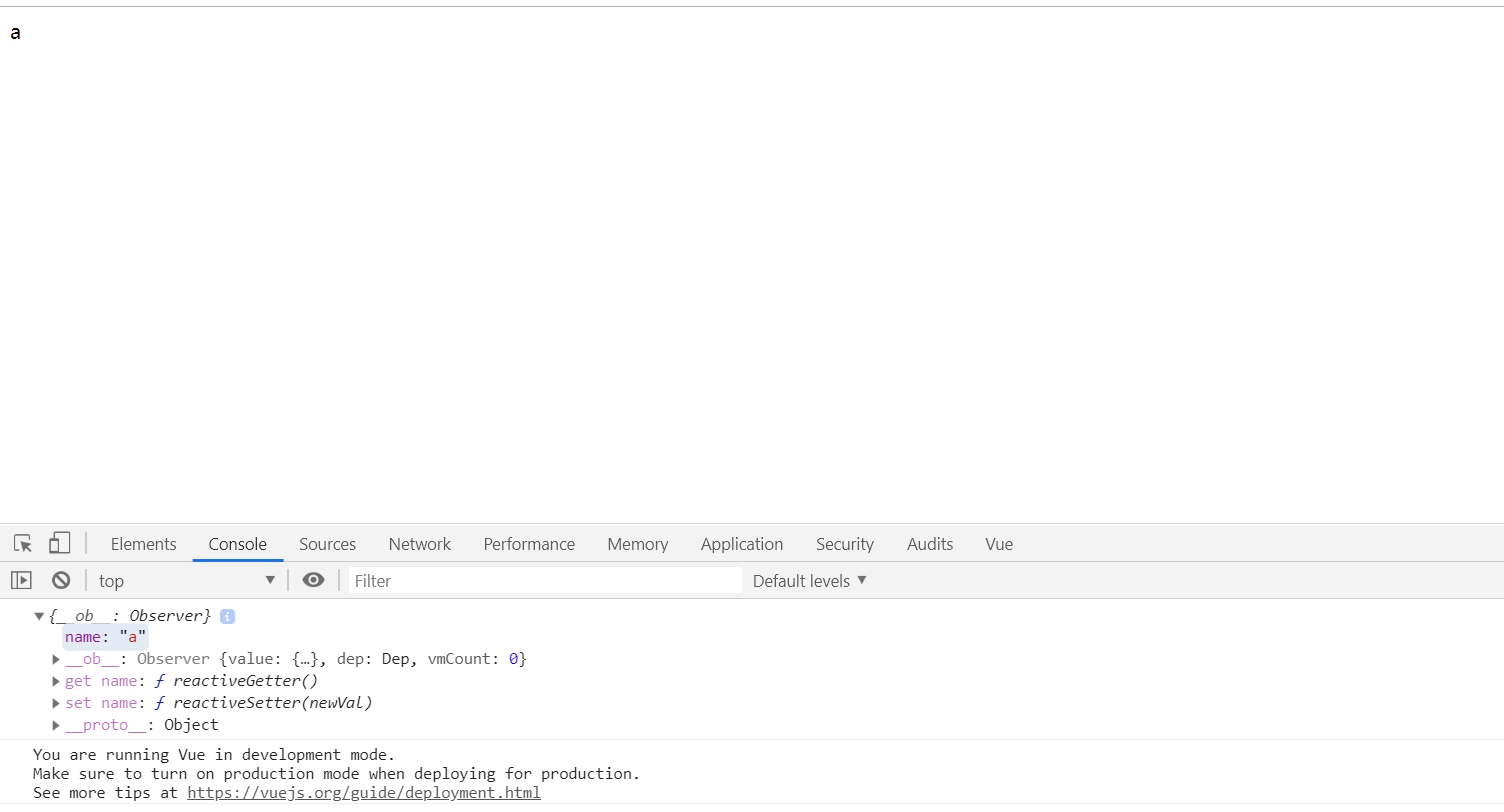 a
Elements Console Sources Network Performance Memory Application Security Audits Vue
top Filter Default levels
{__ob__: Observer} i
name: "a"
__ob__: Observer {value: {…}, dep: Dep, vmCount: 0}
get name: ƒ reactiveGetter()
set name: ƒ reactiveSetter(newVal)
__proto__: Object
You are running Vue in development mode.
Make sure to turn on production mode when deploying for production.
See more tips at https://vuejs.org/guide/deployment.html